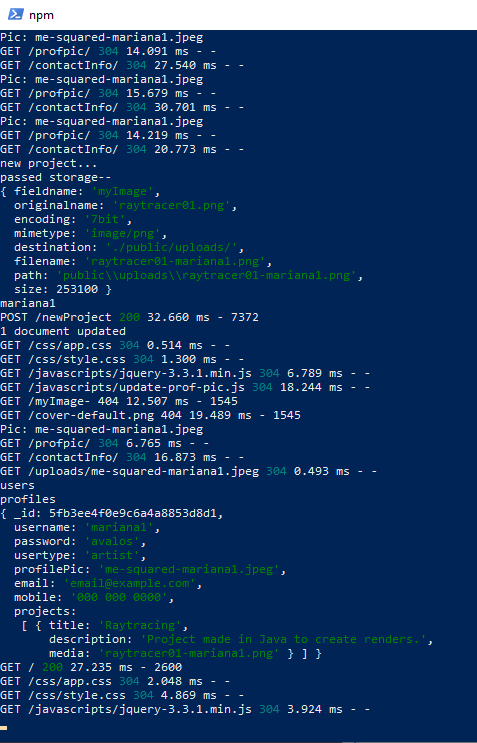 npm
Pic: me-squared-mariana1.jpeg
GET /profpic/ 304 14.091 ms - -
GET /contactInfo/ 304 27.540 ms - -
Pic: me-squared-mariana1.jpeg
GET /profpic/ 304 15.679 ms - -
GET /contactInfo/ 304 30.701 ms - -
Pic: me-squared-mariana1.jpeg
GET /profpic/ 304 14.219 ms - -
GET /contactInfo/ 304 20.773 ms - -
new project...
passed storage--
{ fieldname: 'myImage',
  originalname: 'raytracer01.png',
  encoding: '7bit',
  mimetype: 'image/png',
  destination: './public/uploads/',
  filename: 'raytracer01-mariana1.png',
  path: 'public\\uploads\\raytracer01-mariana1.png',
  size: 253100 }
mariana1
POST /newProject 200 32.660 ms - 7372
1 document updated
GET /css/app.css 304 0.514 ms - -
GET /css/style.css 304 1.300 ms - -
GET /javascripts/jquery-3.3.1.min.js 304 6.789 ms - -
GET /javascripts/update-prof-pic.js 304 18.244 ms - -
GET /myImage- 404 12.507 ms - 1545
GET /cover-default.png 404 19.489 ms - 1545
Pic: me-squared-mariana1.jpeg
GET /profpic/ 304 6.765 ms - -
GET /contactInfo/ 304 16.873 ms - -
GET /uploads/me-squared-mariana1.jpeg 304 0.493 ms - -
users
profiles
{ _id: 5fb3ee4f0e9c6a4a8853d8d1,
  username: 'mariana1',
  password: 'avalos',
  usertype: 'artist',
  profilePic: 'me-squared-mariana1.jpeg',
  email: 'email@example.com',
  mobile: '000 000 0000',
  projects:
   [ { title: 'Raytracing',
       description: 'Project made in Java to create renders.',
       media: 'raytracer01-mariana1.png' } ] }
GET / 200 27.235 ms - 2600
GET /css/app.css 304 2.048 ms - -
GET /css/style.css 304 4.869 ms - -
GET /javascripts/jquery-3.3.1.min.js 304 3.924 ms - -